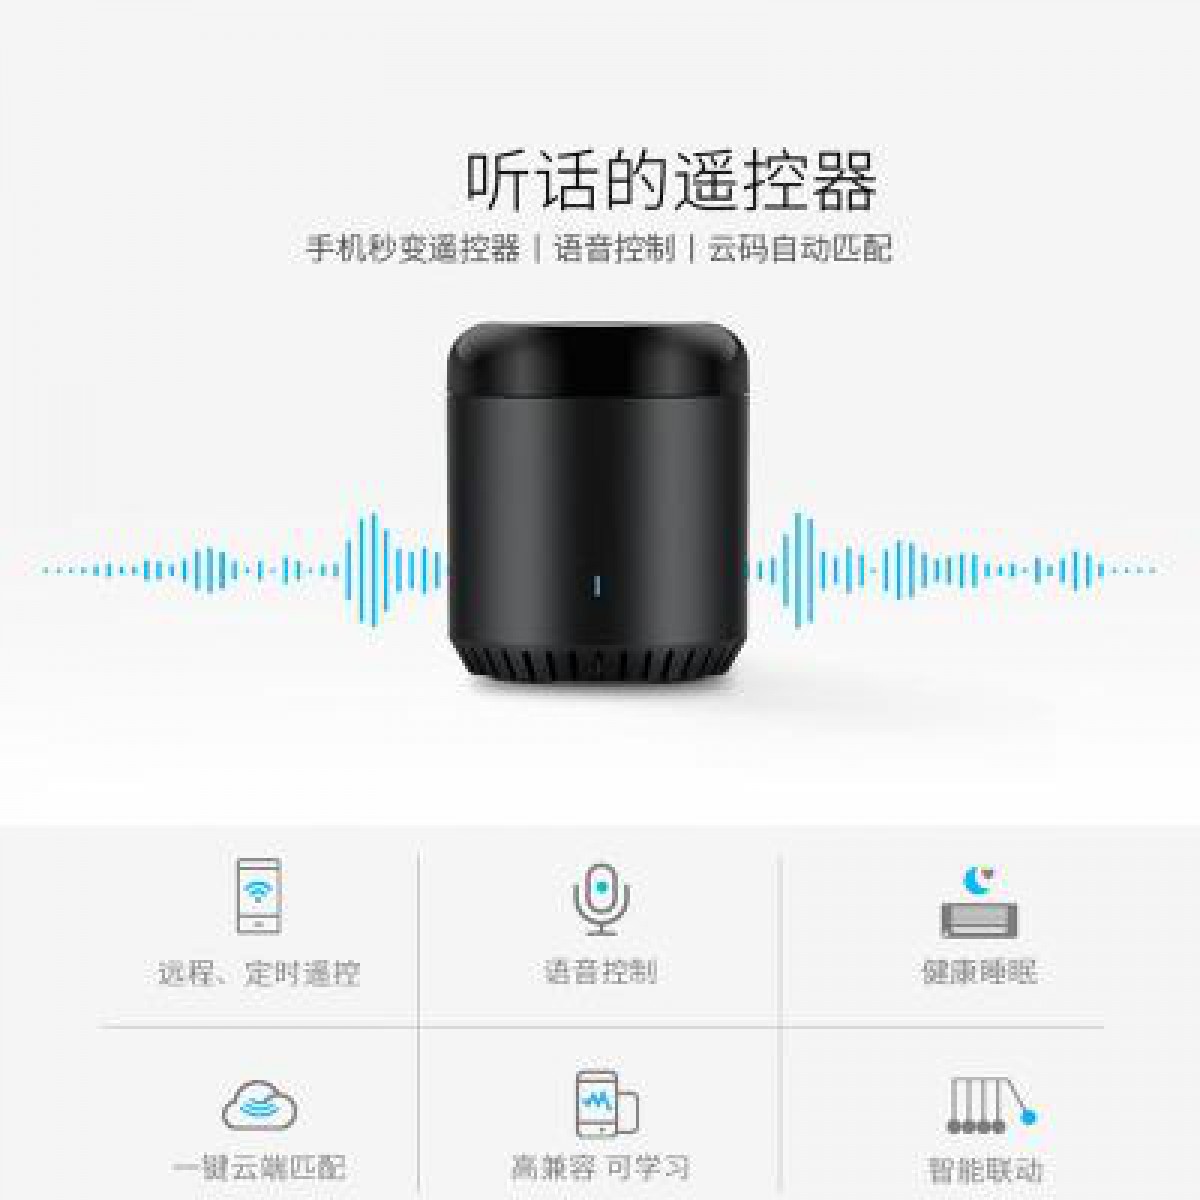 听话的遥控器
手机秒变遥控器｜语音控制｜云码自动匹配
远程、定时遥控
语音控制
健康睡眠
一键云端匹配
高兼容 可学习
智能联动